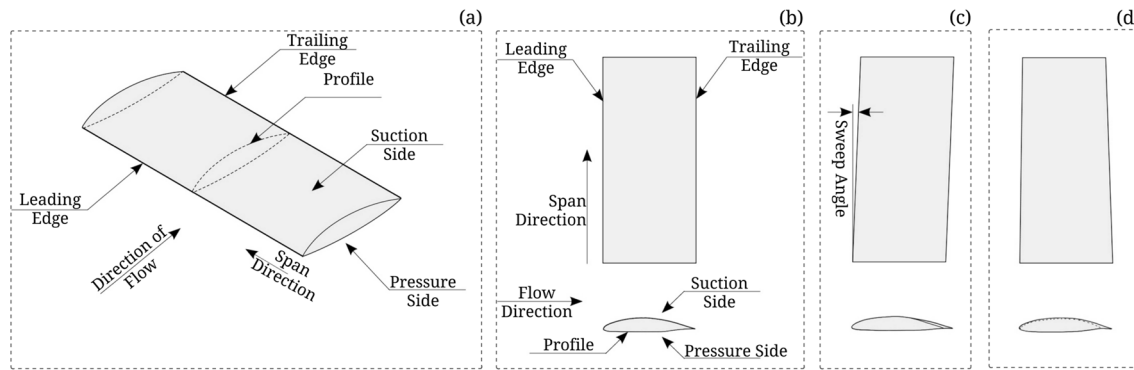 (a)
Trailing
Edge
Profile
Suction
Side
Leading
Edge
Direction of
Flow
Span
Direction
Pressure
Side
(b)
Leading
Edge
Trailing
Edge
Span
Direction
Flow
Direction
Suction
Side
Profile
Pressure Side
(c)
Sweep Angle
(d